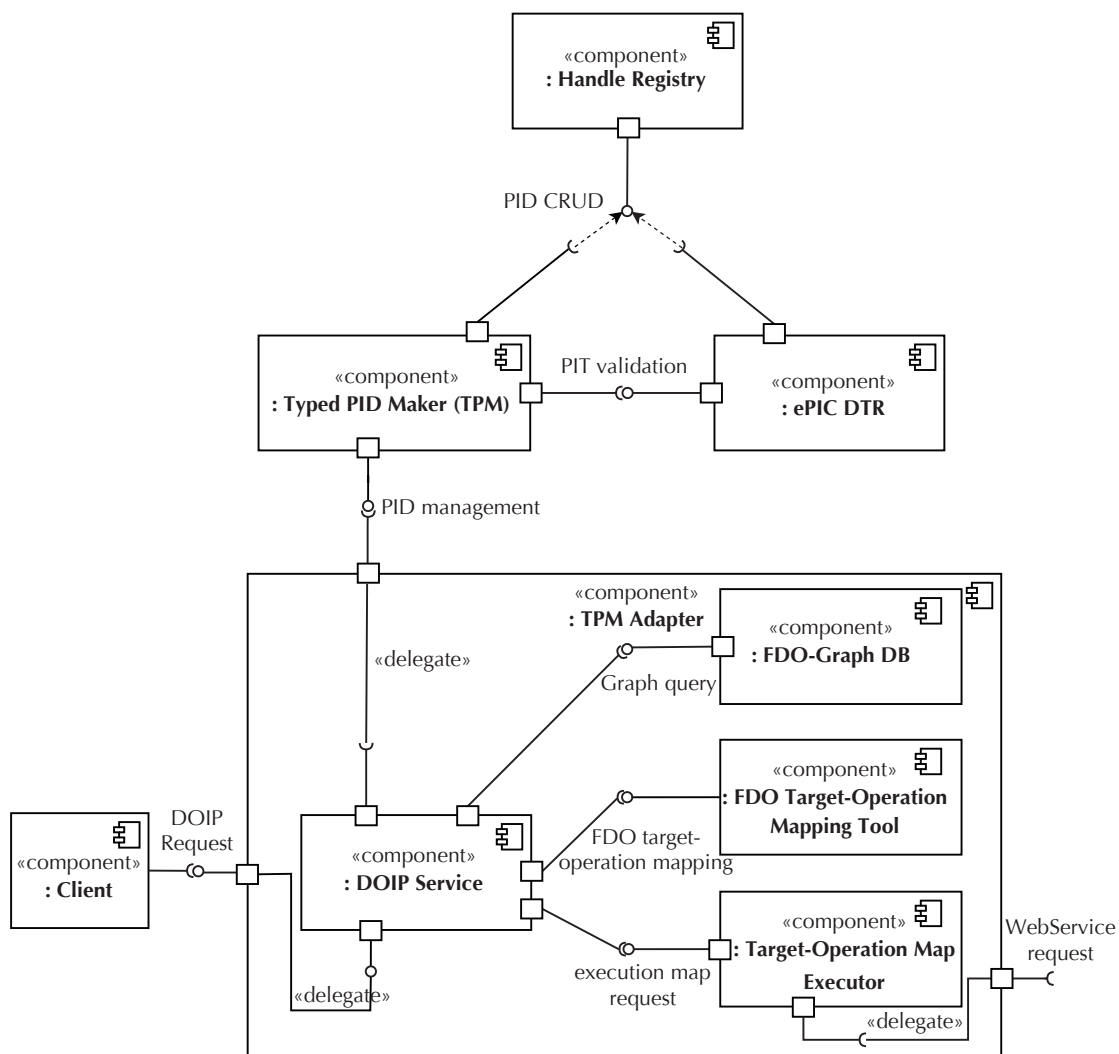 «component»
: Handle Registry
PID CRUD
«component»
: Typed PID Maker (TPM)
PIT validation
«component»
: ePIC DTR
PID management
«component»
: TPM Adapter
«component»
: FDO-Graph DB
«delegate»
Graph query
«component»
: FDO Target-Operation
Mapping Tool
DOIP
Request
«component»
: Client
«component»
: DOIP Service
FDO target-
operation mapping
«component»
: Target-Operation Map
Executor
WebService
request
execution map
request
«delegate»
«delegate»